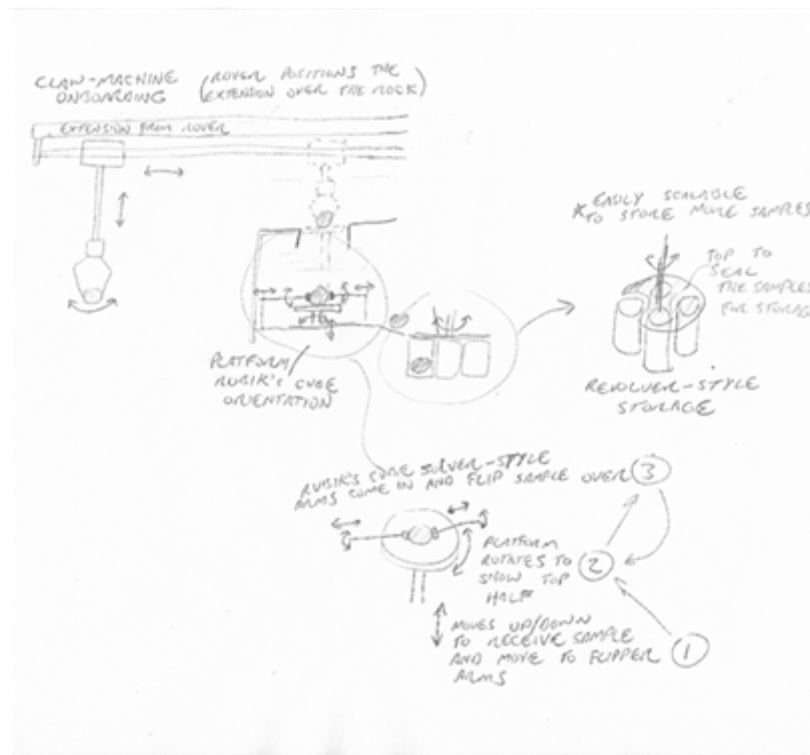 CLAW-MACHINE (ROVER POSITIONS THE
ONBOARDING EXTENSION OVER THE ROCK)
EXTENSION FROM ROVER
* EASILY SCALABLE
TO STORE MORE SAMPLES
TOP TO
SEAL
THE SAMPLES
FOR STORAGE
REVOLVER-STYLE
STORAGE
PLATFORM/
RUBIK'S CUBE
ORIENTATION
RUBIK'S CUBE SOLVER-STYLE
ARMS COME IN AND FLIP SAMPLE OVER 3
PLATFORM
ROTATES TO 2
SHOW TOP
HALF
MOVES UP/DOWN
TO RECEIVE SAMPLE
AND MOVE TO FLIPPER 1
ARMS